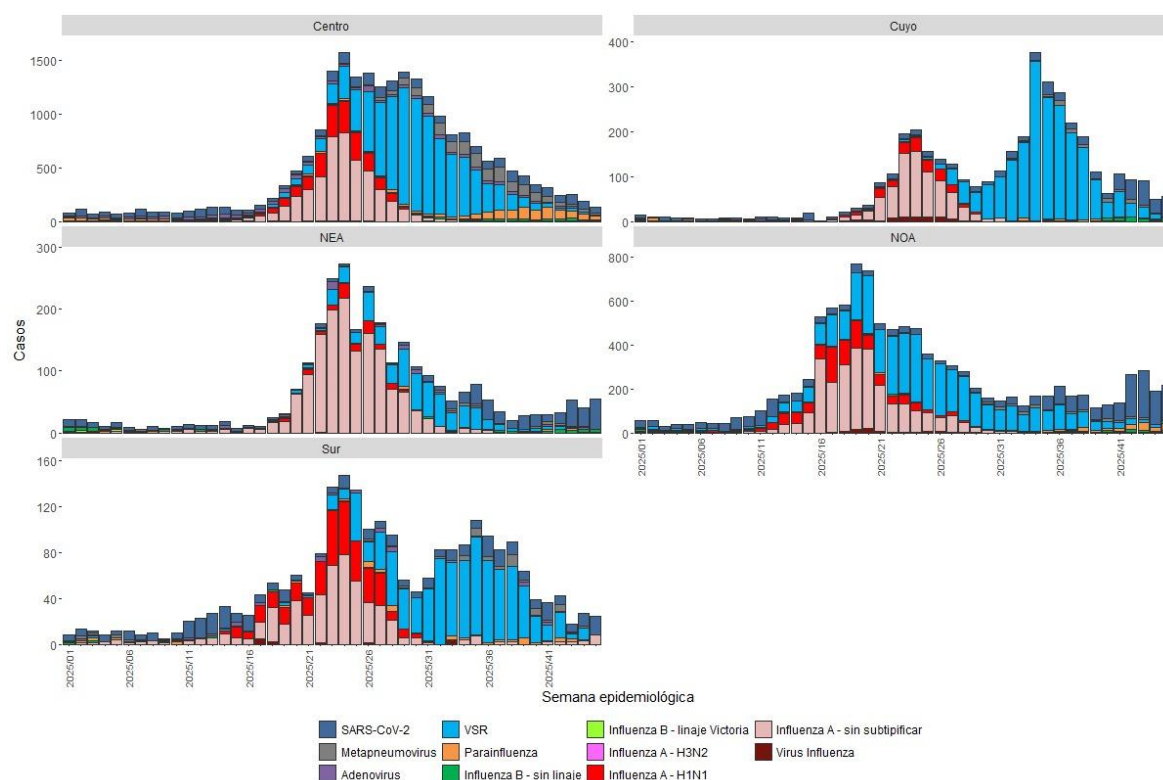 Centro
Cuyo
1500
1000
500
0
400
300
200
100
0
NEA
NOA
300
200
100
0
800
600
400
200
0
Casos
Sur
160
120
80
40
0
2025/01
2025/06
2025/11
2025/16
2025/21
2025/26
2025/31
2025/36
2025/41
2025/01
2025/06
2025/11
2025/16
2025/21
2025/26
2025/31
2025/36
2025/41
Semana epidemiológica
SARS-CoV-2
VSR
Influenza B - linaje Victoria
Influenza A - sin subtipificar
Metapneumovirus
Parainfluenza
Influenza A - H3N2
Virus Influenza
Adenovirus
Influenza B - sin linaje
Influenza A - H1N1